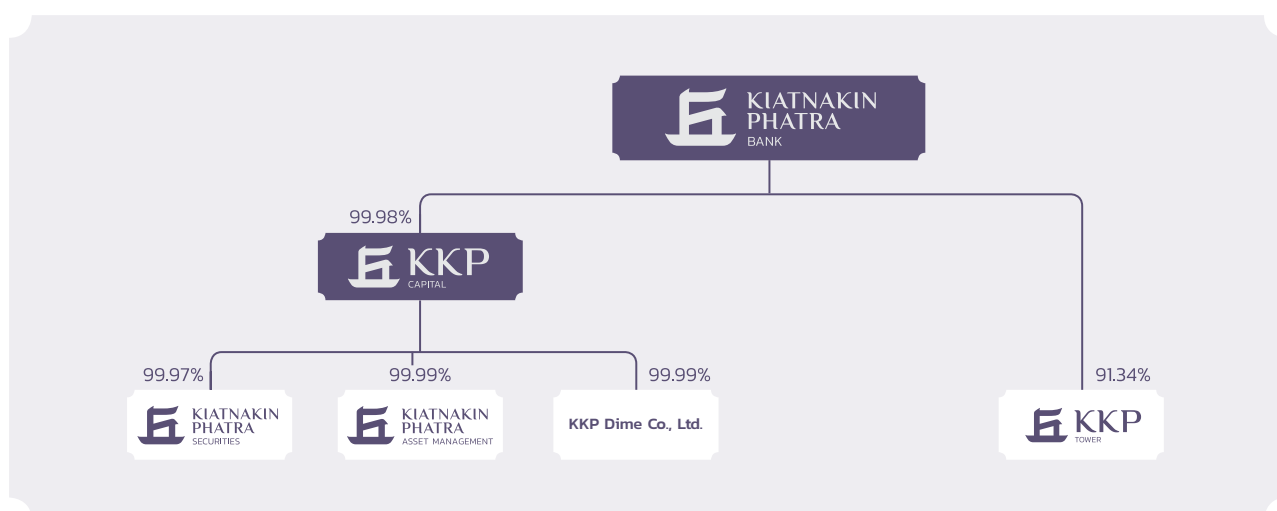 KIATNAKIN
PHATRA
BANK
99.98%
KKP
CAPITAL
99.97%
KIATNAKIN
PHATRA
SECURITIES
99.99%
KIATNAKIN
PHATRA
ASSET MANAGEMENT
99.99%
KKP Dime Co., Ltd.
91.34%
KKP
TOWER